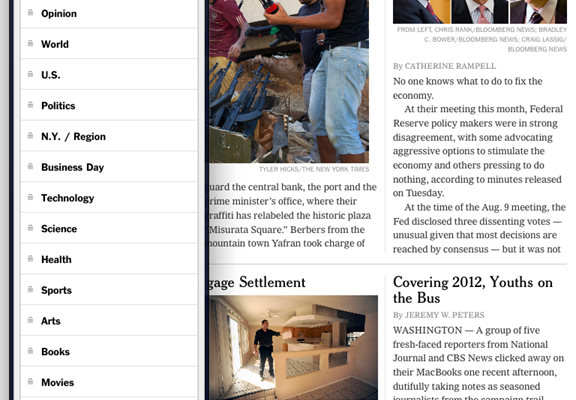 Opinion
World
U.S.
Politics
N.Y. / Region
Business Day
Technology
Science
Health
Sports
Arts
Books
Movies
TYLER HICKS/THE NEW YORK TIMES
uard the central bank, the port and the
rime minister's office, where their
raffiti has relabeled the historic plaza
Misurata Square." Berbers from the
ountain town Yafran took charge of
gage Settlement
FROM LEFT, CHRIS RANK/BLOOMBERG NEWS; BRADLEY
C. BOWER/BLOOMBERG NEWS; CRAIG LASSIG/
BLOOMBERG NEWS
By CATHERINE RAMPELL
No one knows what to do to fix the
economy.
At their meeting this month, Federal
Reserve policy makers were in strong
disagreement, with some advocating
aggressive options to stimulate the
economy and others pressing to do
nothing, according to minutes released
on Tuesday.
At the time of the Aug. 9 meeting, the
Fed disclosed three dissenting votes —
unusual given that most decisions are
reached by consensus — but it was not
Covering 2012, Youths on
the Bus
By JEREMY W. PETERS
WASHINGTON — A group of five
fresh-faced reporters from National
Journal and CBS News clicked away on
their MacBooks one recent afternoon,
dutifully taking notes as seasoned
journalists from the campaign trail